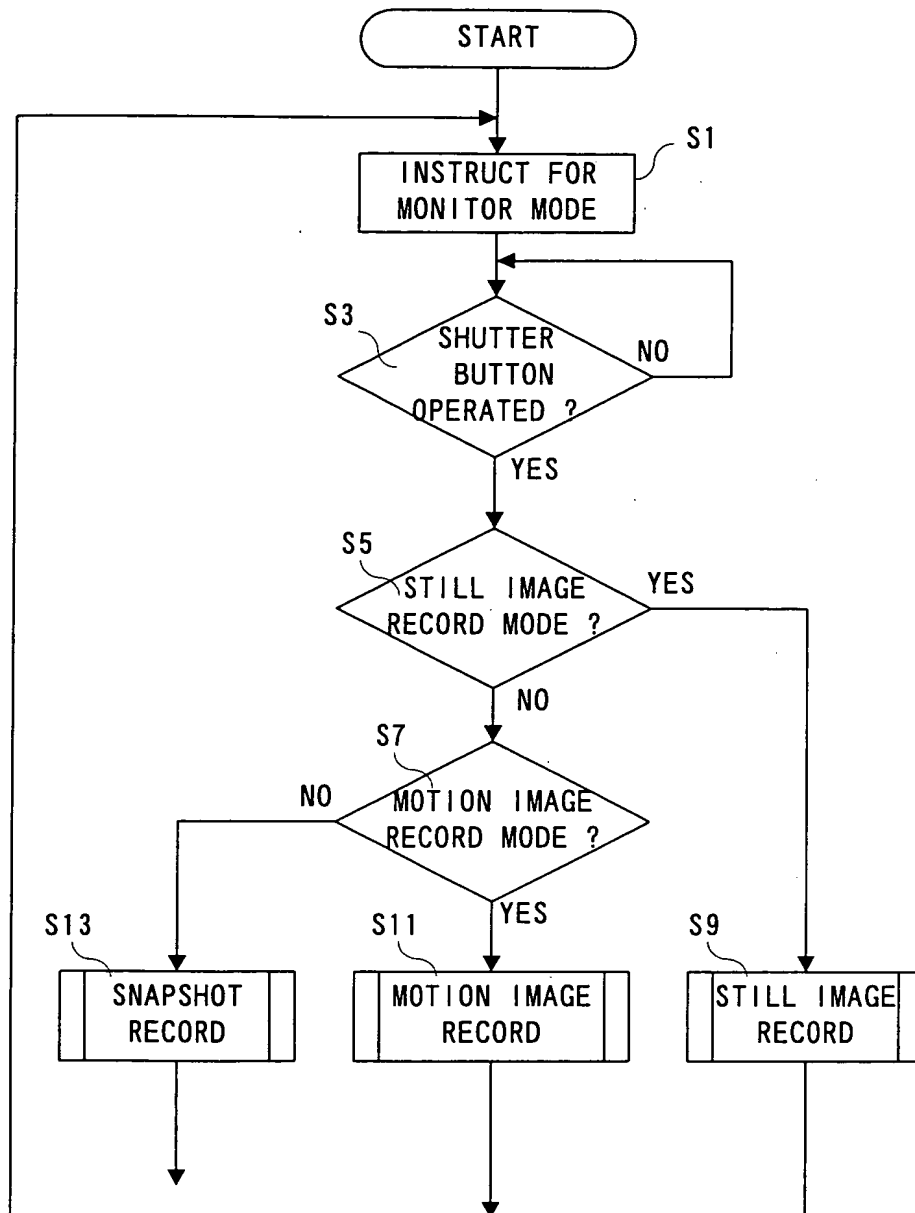 START
S1
INSTRUCT FOR
MONITOR MODE
S3
SHUTTER
BUTTON
OPERATED ?
NO
YES
S5
STILL IMAGE
RECORD MODE ?
YES
NO
S7
MOTION IMAGE
RECORD MODE ?
NO
YES
S13
SNAPSHOT
RECORD
S11
MOTION IMAGE
RECORD
S9
STILL IMAGE
RECORD